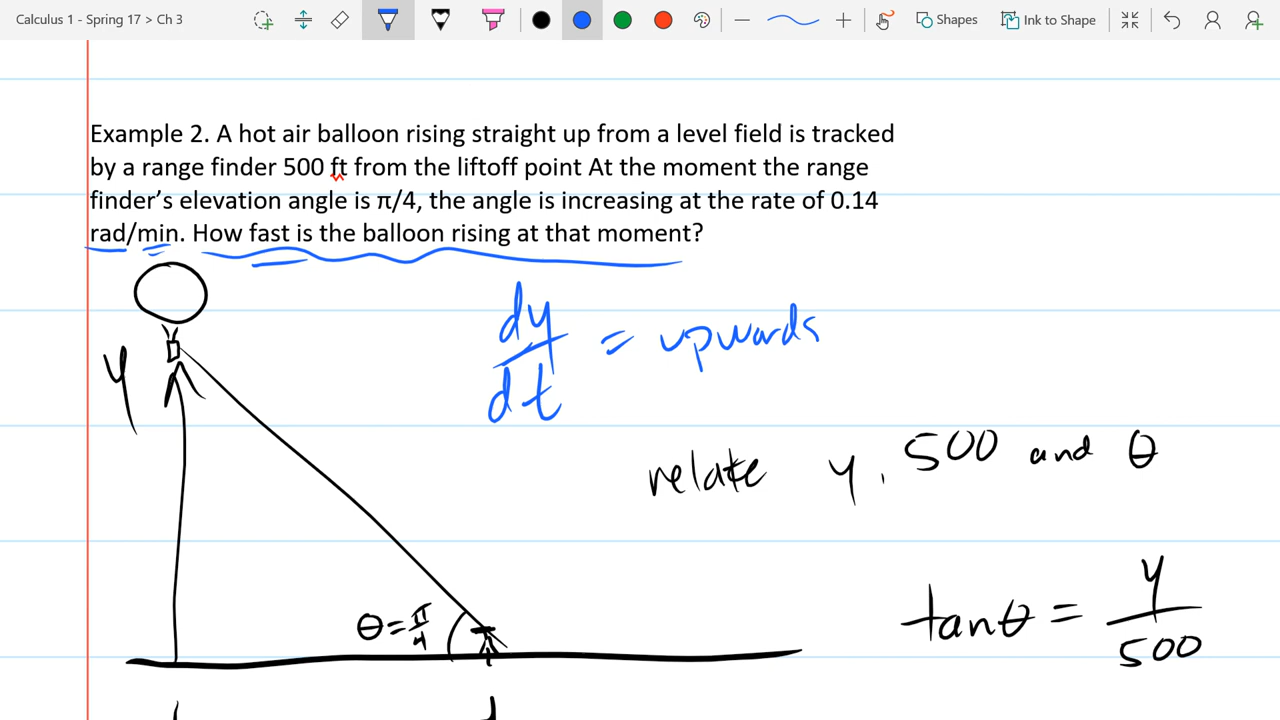 Calculus 1 - Spring 17 > Ch 3
Shapes
Ink to Shape
Example 2. A hot air balloon rising straight up from a level field is tracked
by a range finder 500 ft from the liftoff point At the moment the range
finder’s elevation angle is π/4, the angle is increasing at the rate of 0.14
rad/min. How fast is the balloon rising at that moment?
dy/dt = upwards
y
relate y, 500 and θ
θ = π/4
tanθ = y/500